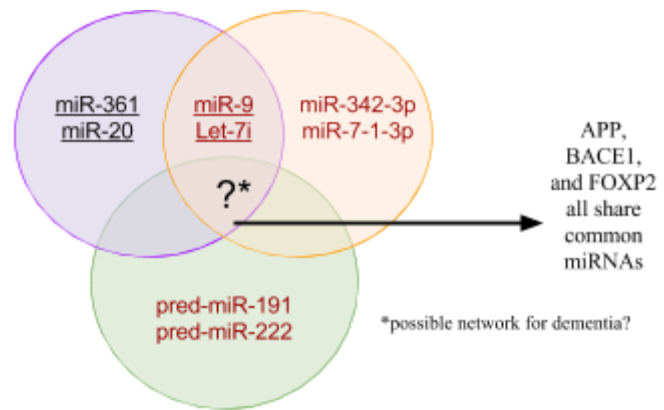 miR-361
miR-20
miR-9
Let-7i
miR-342-3p
miR-7-1-3p
?*
APP,
BACE1,
and FOXP2
all share
common
miRNAs
pred-miR-191
pred-miR-222
*possible network for dementia?